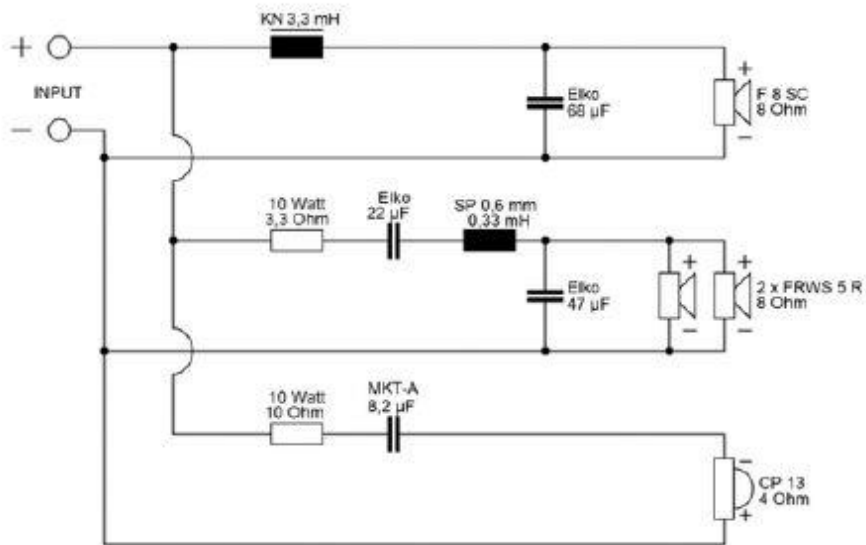 KN 3,3 mH
+
INPUT
−
Elko
68 µF
+
F 8 SC
8 Ohm
−
10 Watt
3,3 Ohm
Elko
22 µF
SP 0,6 mm
0,33 mH
Elko
47 µF
+
−
+
−
2 x FRWS 5 R
8 Ohm
10 Watt
10 Ohm
MKT-A
8,2 µF
−
CP 13
4 Ohm
+